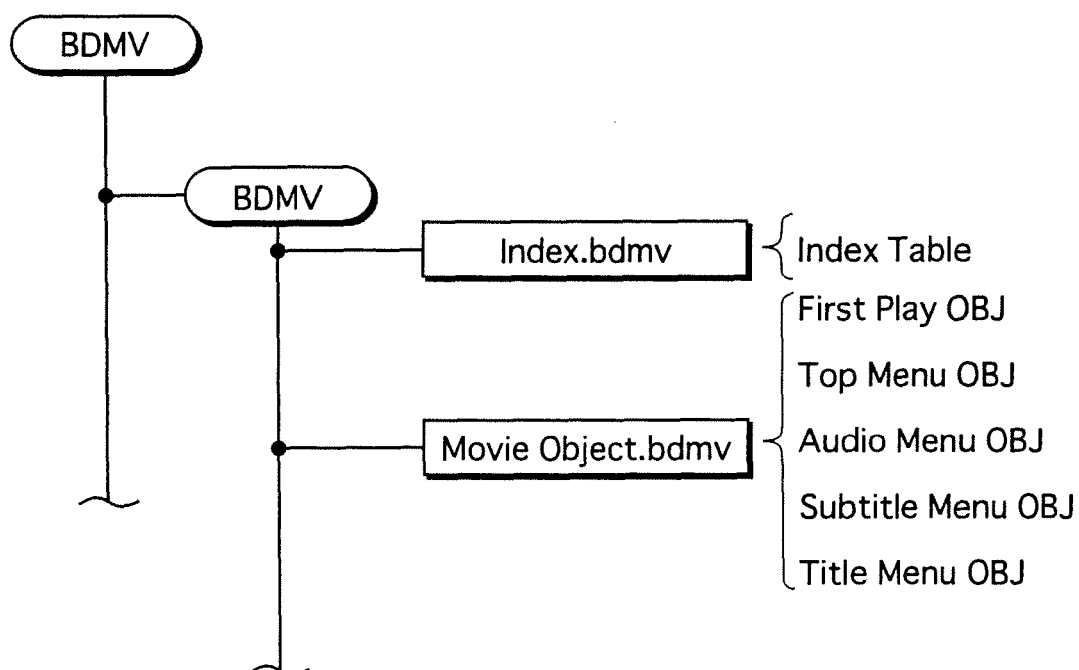 BDMV
BDMV
Index.bdmv
Index Table
First Play OBJ
Top Menu OBJ
Movie Object.bdmv
Audio Menu OBJ
Subtitle Menu OBJ
Title Menu OBJ